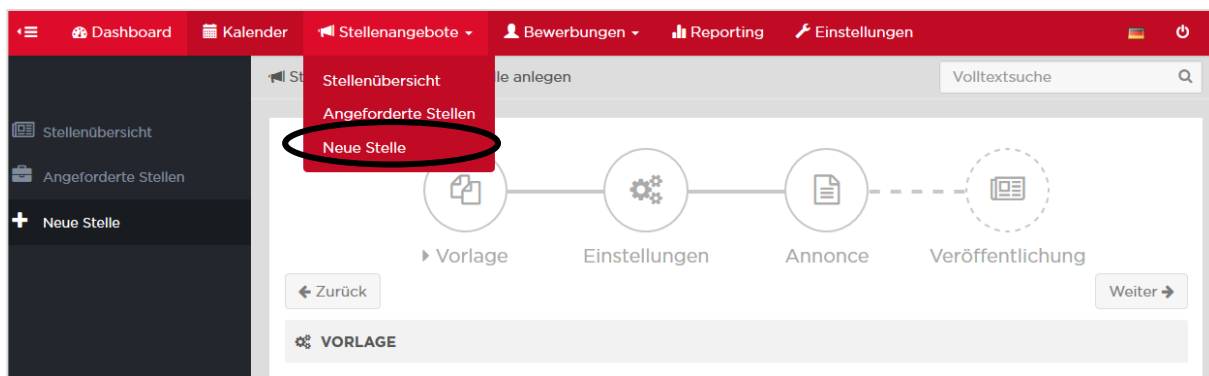 Dashboard Kalender Stellenangebote Bewerbungen Reporting Einstellungen
Stellenübersicht
Angeforderte Stellen
Neue Stelle
St le anlegen Volltextsuche
Stellenübersicht
Angeforderte Stellen
Neue Stelle
Vorlage Einstellungen Annonce Veröffentlichung
Zurück Weiter
VORLAGE